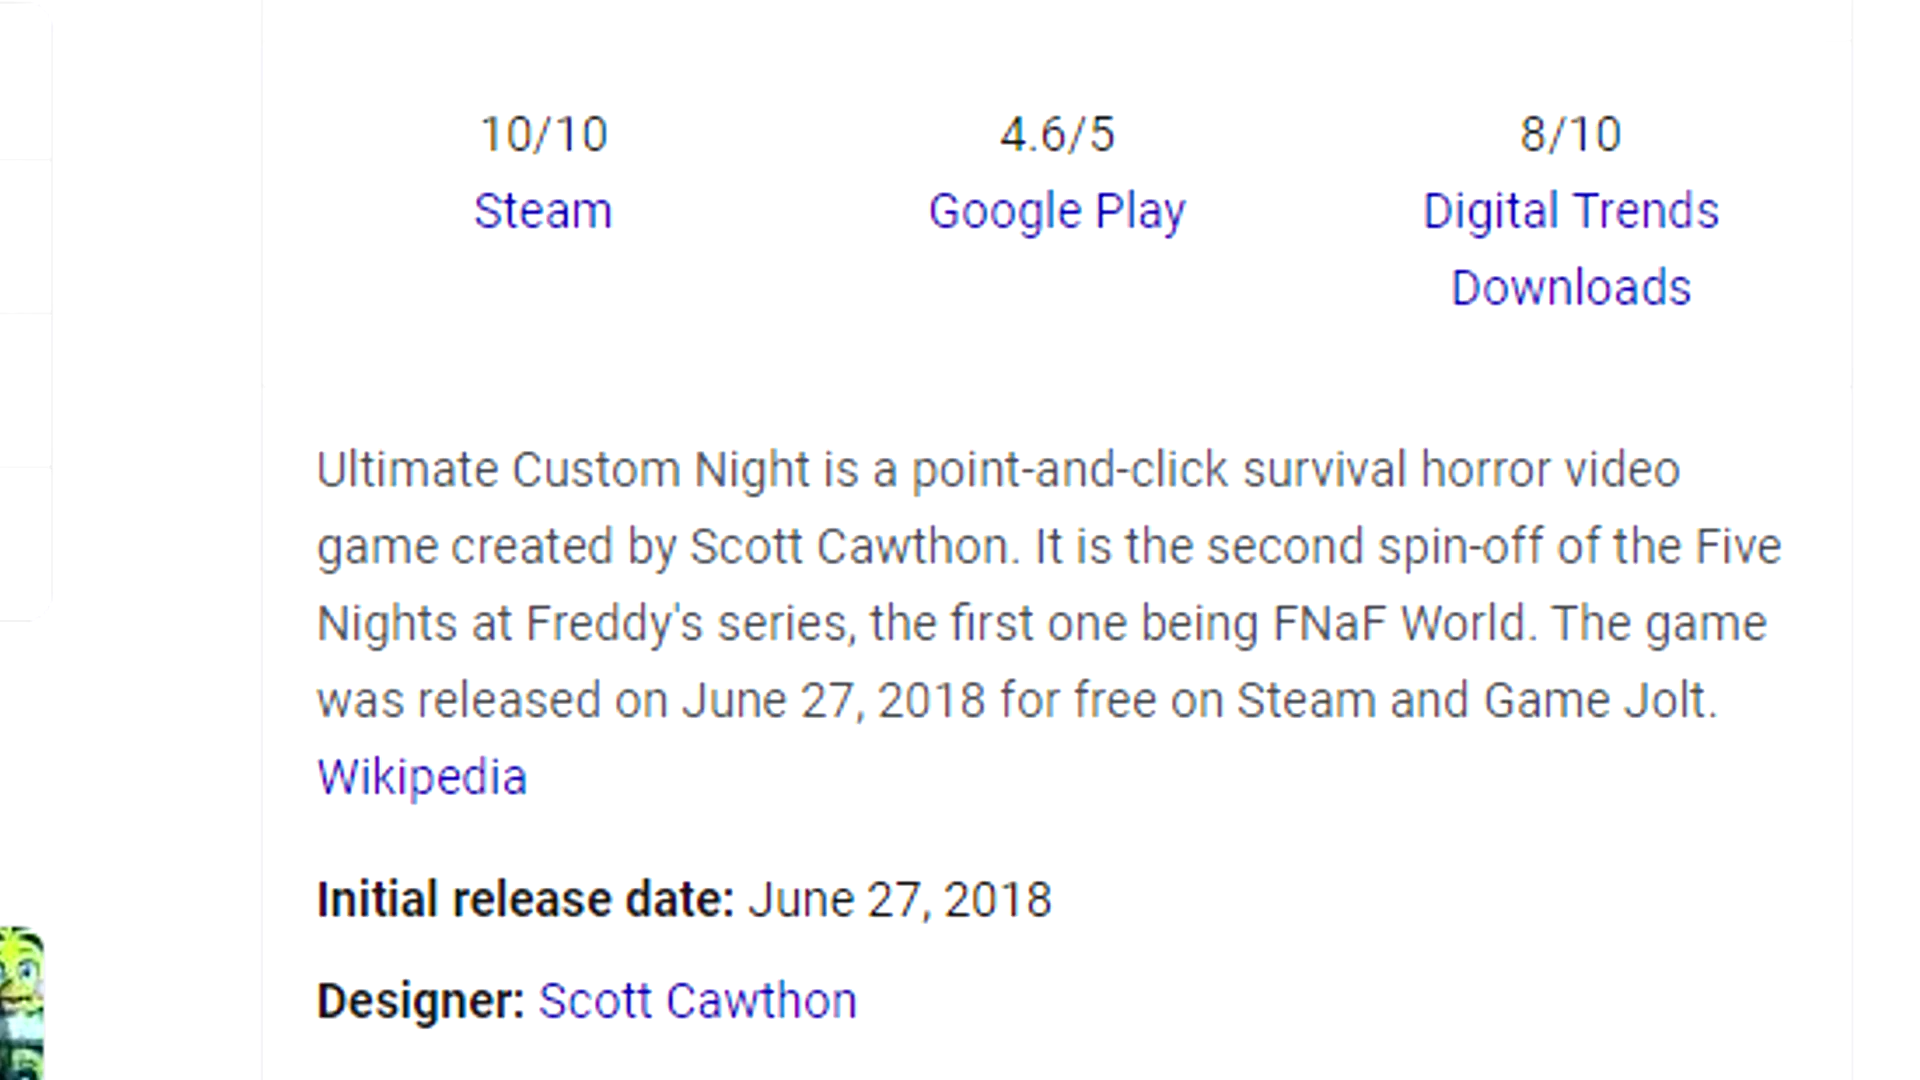 10/10
4.6/5
8/10
Steam
Google Play
Digital Trends
Downloads
Ultimate Custom Night is a point-and-click survival horror video
game created by Scott Cawthon. It is the second spin-off of the Five
Nights at Freddy's series, the first one being FNaF World. The game
was released on June 27, 2018 for free on Steam and Game Jolt.
Wikipedia
Initial release date: June 27, 2018
Designer: Scott Cawthon